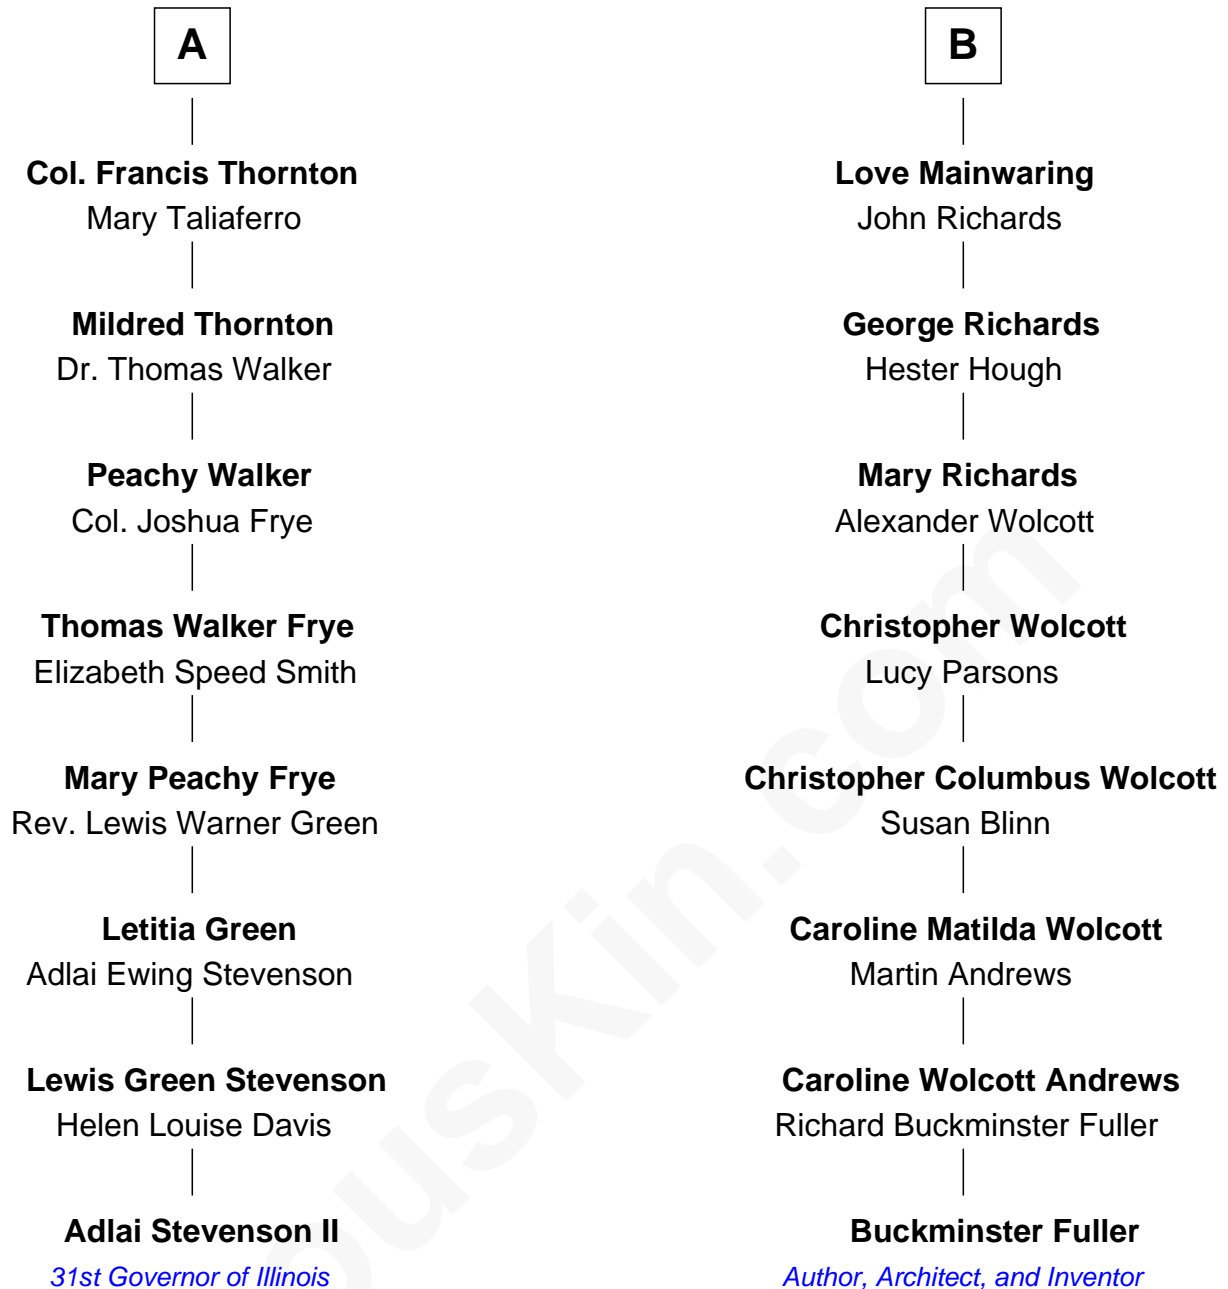 A
Col. Francis Thornton
Mary Taliaferro
Mildred Thornton
Dr. Thomas Walker
Peachy Walker
Col. Joshua Frye
Thomas Walker Frye
Elizabeth Speed Smith
Mary Peachy Frye
Rev. Lewis Warner Green
Letitia Green
Adlai Ewing Stevenson
Lewis Green Stevenson
Helen Louise Davis
Adlai Stevenson II
31st Governor of Illinois
B
Love Mainwaring
John Richards
George Richards
Hester Hough
Mary Richards
Alexander Wolcott
Christopher Wolcott
Lucy Parsons
Christopher Columbus Wolcott
Susan Blinn
Caroline Matilda Wolcott
Martin Andrews
Caroline Wolcott Andrews
Richard Buckminster Fuller
Buckminster Fuller
Author, Architect, and Inventor
ousKin.com